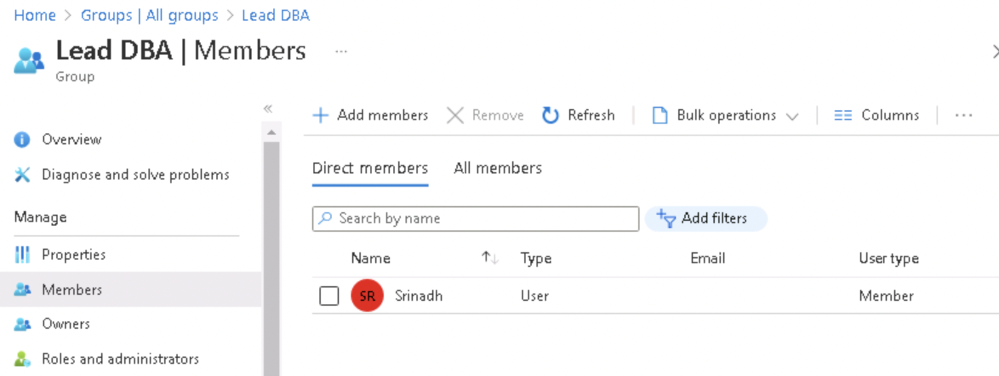 Home > Groups | All groups > Lead DBA
Lead DBA | Members ...
Group
Overview
Diagnose and solve problems
Manage
Properties
Members
Owners
Roles and administrators
Add members Remove Refresh Bulk operations Columns ...
Direct members All members
Search by name Add filters
Name Type Email User type
SR Srinadh User Member